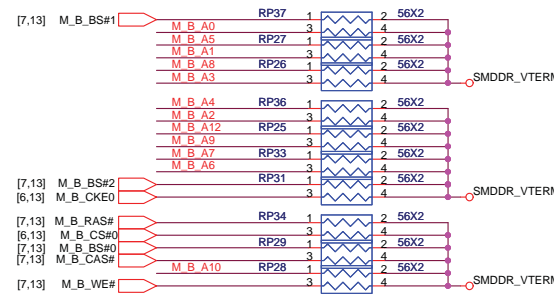 [7,13] M_B_BS#1 RP37 1 2 56X2
M_B_A0 3 4
M_B_A5 RP27 1 2 56X2
M_B_A1 3 4
M_B_A8 RP26 1 2 56X2
M_B_A3 3 4 SMDDR_VTERM
M_B_A4 RP36 1 2 56X2
M_B_A2 3 4
M_B_A12 RP25 1 2 56X2
M_B_A9 3 4
M_B_A7 RP33 1 2 56X2
M_B_A6 3 4
[7,13] M_B_BS#2 RP31 1 2 56X2
[6,13] M_B_CKE0 3 4 SMDDR_VTERM
[7,13] M_B_RAS# RP34 1 2 56X2
[6,13] M_B_CS#0 3 4
[7,13] M_B_BS#0 RP29 1 2 56X2
[7,13] M_B_CAS# 3 4
M_B_A10 RP28 1 2 56X2
[7,13] M_B_WE# 3 4 SMDDR_VTERM